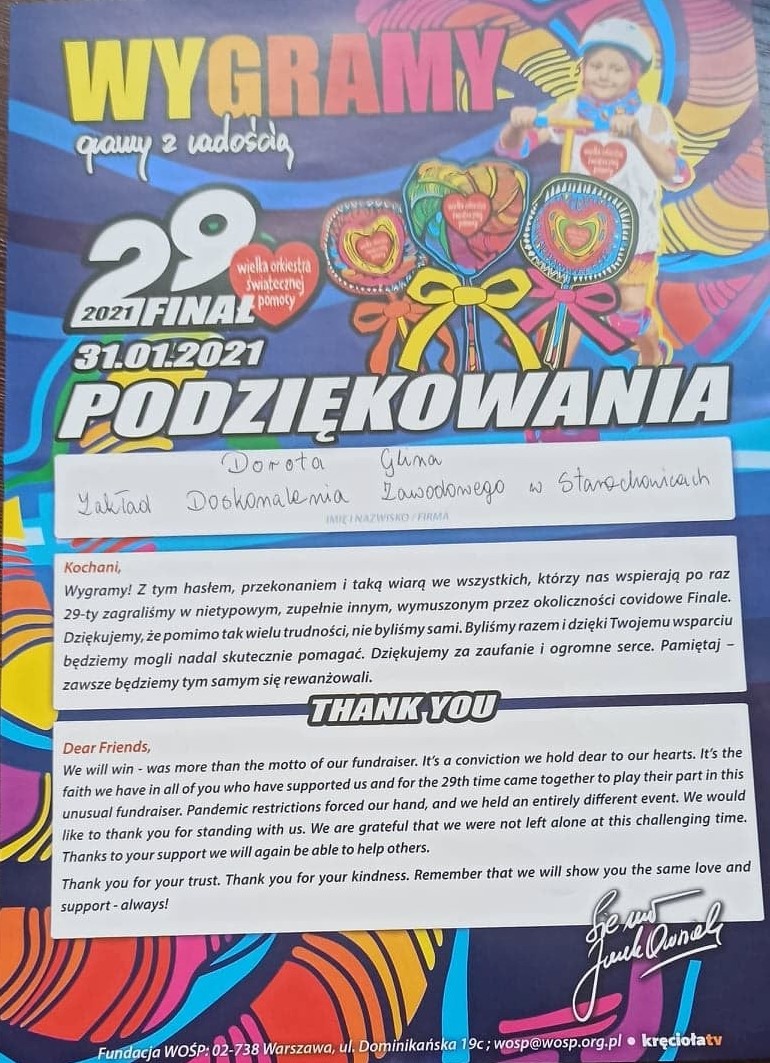 WYGRAMY
gramy z radością
29
2021 FINAŁ
wielka orkiestra
świątecznej
pomocy
31.01.2021
PODZIĘKOWANIA
Dorota Glina
Zakład Doskonalenia Zawodowego w Starachowicach
IMIĘ I NAZWISKO / FIRMA
Kochani,
Wygramy! Z tym hasłem, przekonaniem i taką wiarą we wszystkich, którzy nas wspierają po raz
29-ty zagraliśmy w nietypowym, zupełnie innym, wymuszonym przez okoliczności covidowe Finale.
Dziękujemy, że pomimo tak wielu trudności, nie byliśmy sami. Byliśmy razem i dzięki Twojemu wsparciu
będziemy mogli nadal skutecznie pomagać. Dziękujemy za zaufanie i ogromne serce. Pamiętaj –
zawsze będziemy tym samym się rewanżowali.
THANK YOU
Dear Friends,
We will win - was more than the motto of our fundraiser. It's a conviction we hold dear to our hearts. It's the
faith we have in all of you who have supported us and for the 29th time came together to play their part in this
unusual fundraiser. Pandemic restrictions forced our hand, and we held an entirely different event. We would
like to thank you for standing with us. We are grateful that we were not left alone at this challenging time.
Thanks to your support we will again be able to help others.
Thank you for your trust. Thank you for your kindness. Remember that we will show you the same love and
support - always!
Fundacja WOŚP: 02-738 Warszawa, ul. Dominikańska 19c ; wosp@wosp.org.pl • kręciołatv